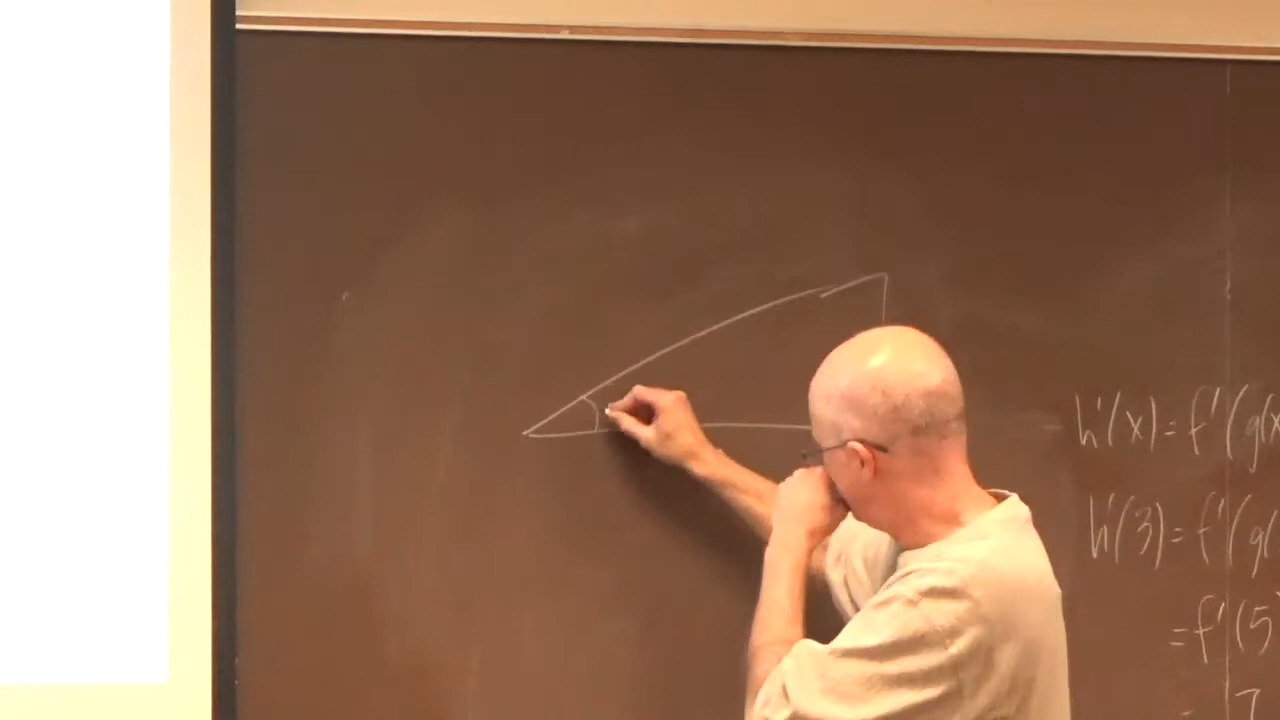 h'(x) = f'(g(x
h'(3) = f'(g(
= f'(5
= 7